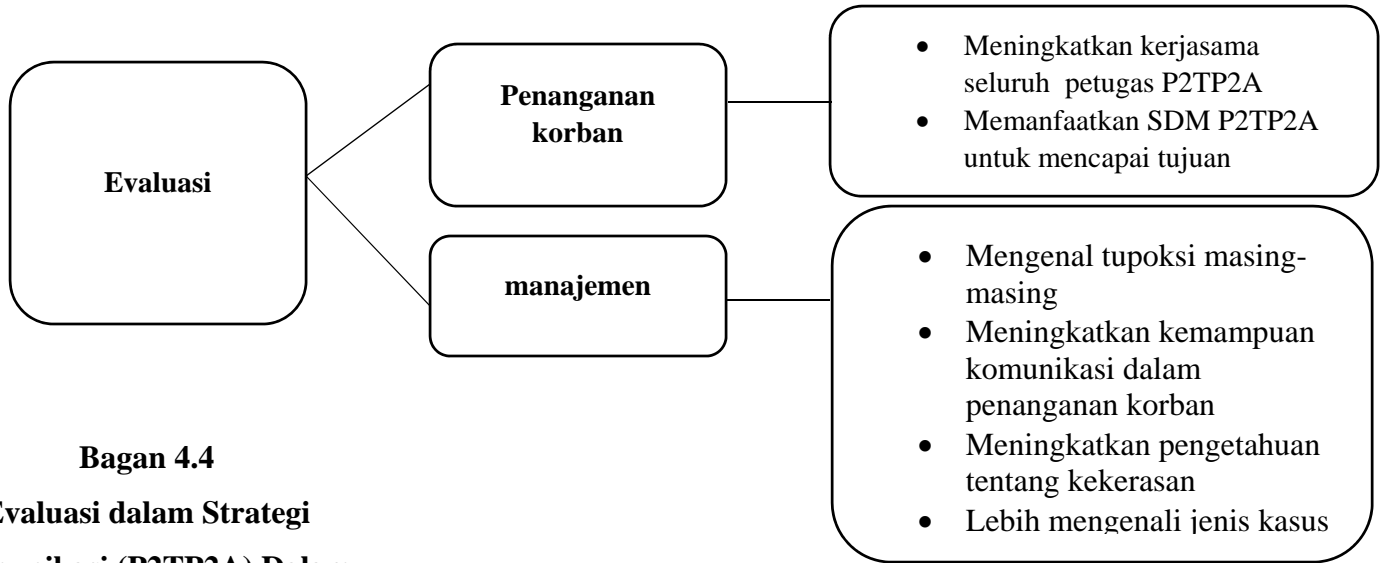 Evaluasi
Penanganan
korban
• Meningkatkan kerjasama
seluruh petugas P2TP2A
• Memanfaatkan SDM P2TP2A
untuk mencapai tujuan
manajemen
• Mengenal tupoksi masing-
masing
• Meningkatkan kemampuan
komunikasi dalam
penanganan korban
• Meningkatkan pengetahuan
tentang kekerasan
• Lebih mengenali jenis kasus
Bagan 4.4
Evaluasi dalam Strategi
(P2TP2A) Dalam